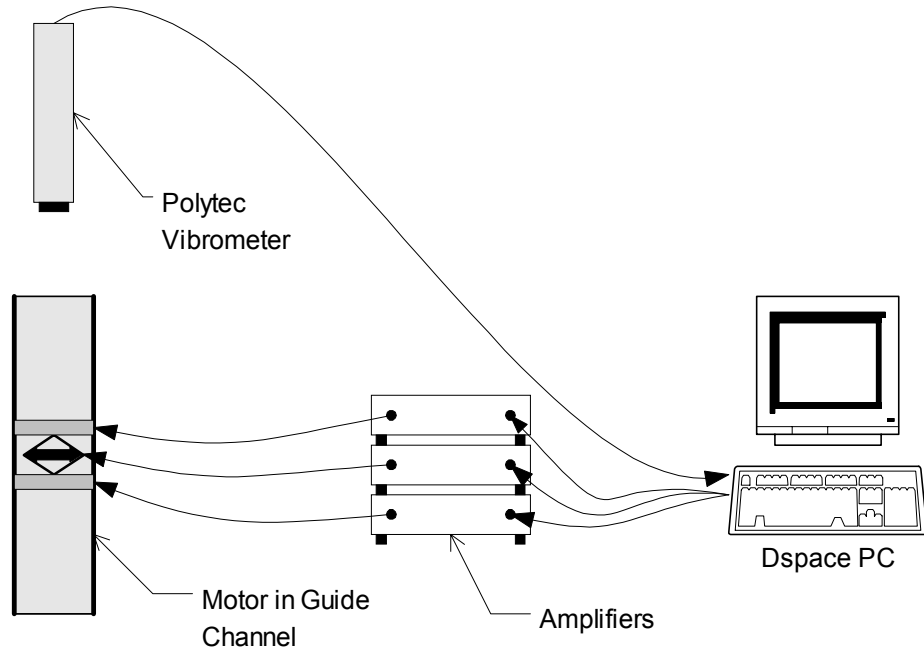 Polytec
Vibrometer
Dspace PC
Motor in Guide
Channel
Amplifiers